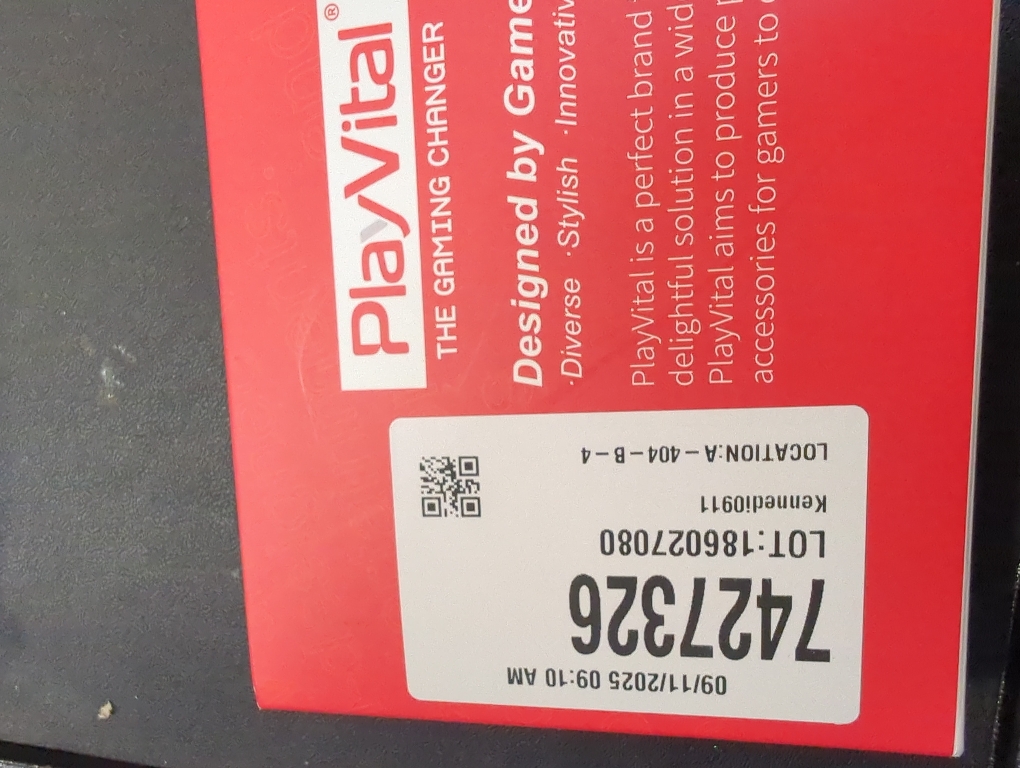 PlayVital®
THE GAMING CHANGER
Designed by Game
·Diverse ·Stylish ·Innovativ
PlayVital is a perfect brand
delightful solution in a wid
PlayVital aims to produce
accessories for gamers to
09/11/2025 09:10 AM
7427326
LOT:186027080
Kennedi0911
LOCATION:A-404-B-4